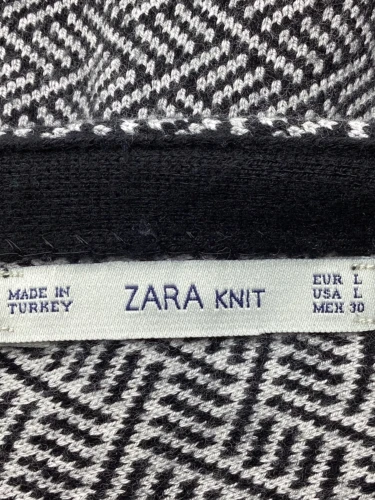 MADE IN
TURKEY
ZARA KNIT
EUR L
USA L
MEX 30